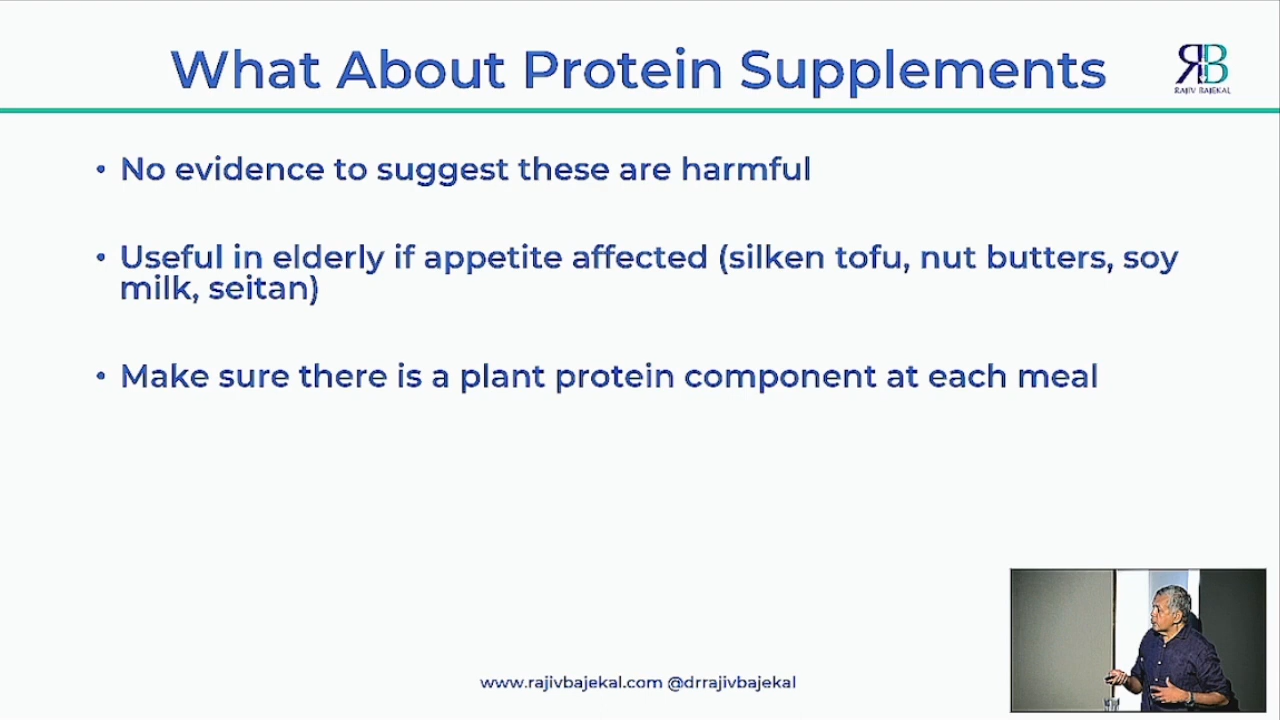 What About Protein Supplements
RB
RAJIV BAJEKAL
• No evidence to suggest these are harmful
• Useful in elderly if appetite affected (silken tofu, nut butters, soy
milk, seitan)
• Make sure there is a plant protein component at each meal
www.rajivbajekal.com @drrajivbajekal